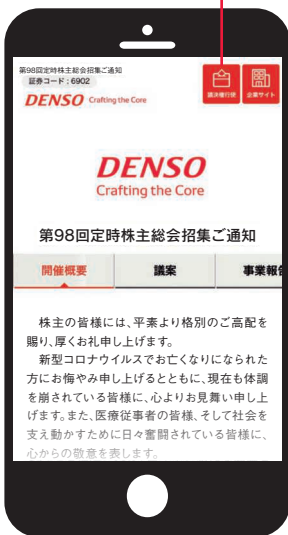 第98回定時株主総会招集ご通知
証券コード：6902
DENSO Crafting the Core
議決権行使
企業サイト
DENSO
Crafting the Core
第98回定時株主総会招集ご通知
開催概要 議案 事業報告
株主の皆様には、平素より格別のご高配を
賜り、厚くお礼申し上げます。
新型コロナウイルスでお亡くなりになられた
方にお悔やみ申し上げるとともに、現在も体調
を崩されている皆様に、心よりお見舞い申し上
げます。また、医療従事者の皆様、そして社会を
支え動かすために日々奮闘されている皆様に、
心からの敬意を表します。